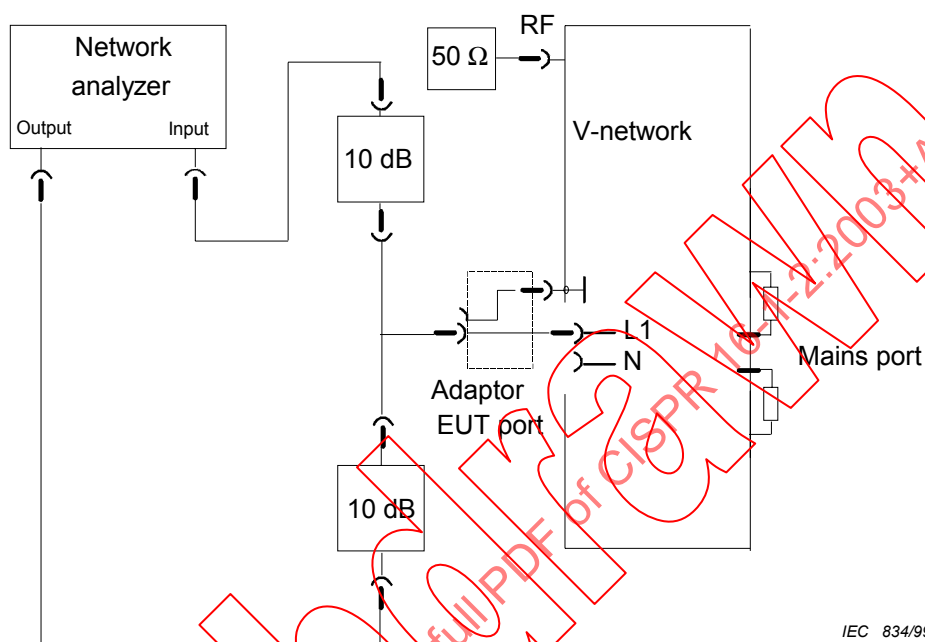 Network
analyzer
Output
Input
10 dB
50 Ω
RF
V-network
L1
N
Adaptor
EUT port
Mains port
10 dB
full PDF of CISPR 16-1-2:2003+A
IEC 834/99